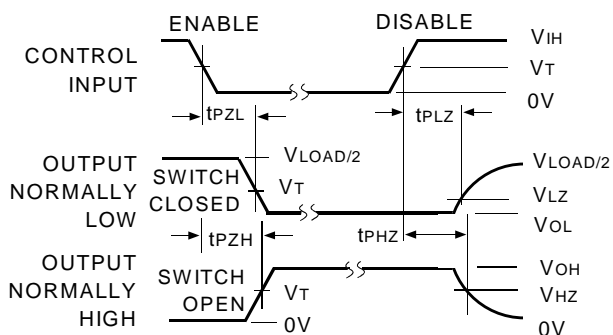 ENABLE
DISABLE
CONTROL
INPUT
VIH
VT
0V
tPZL
tPLZ
OUTPUT
NORMALLY
LOW
SWITCH
CLOSED
VLOAD/2
VT
VLOAD/2
VLZ
VOL
tPZH
tPHZ
OUTPUT
NORMALLY
HIGH
SWITCH
OPEN
VT
0V
VOH
VHZ
0V